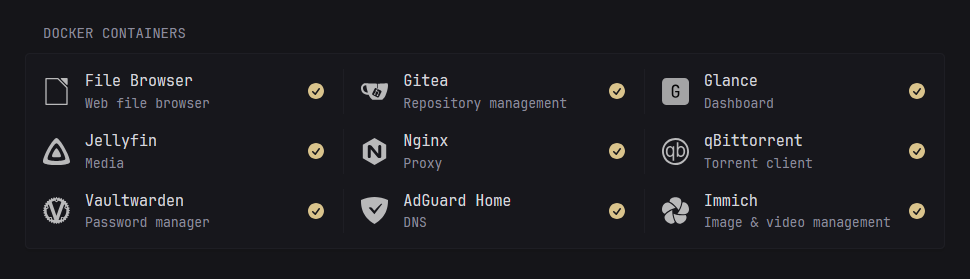 DOCKER CONTAINERS
File Browser
Web file browser
Gitea
Repository management
G
Glance
Dashboard
Jellyfin
Media
N
Nginx
Proxy
qb
qBittorrent
Torrent client
V
Vaultwarden
Password manager
AdGuard Home
DNS
Immich
Image & video management